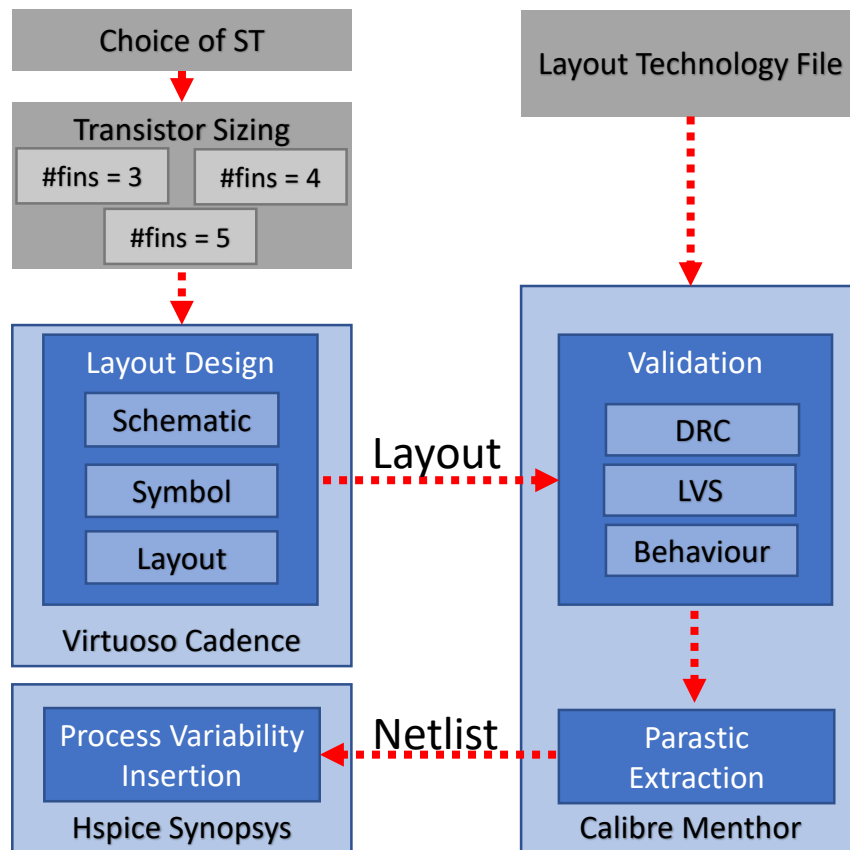 Choice of ST
Transistor Sizing
#fins = 3
#fins = 4
#fins = 5
Layout Design
Schematic
Symbol
Layout
Virtuoso Cadence
Layout
Layout Technology File
Validation
DRC
LVS
Behaviour
Parastic
Extraction
Calibre Menthor
Netlist
Process Variability
Insertion
Hspice Synopsys